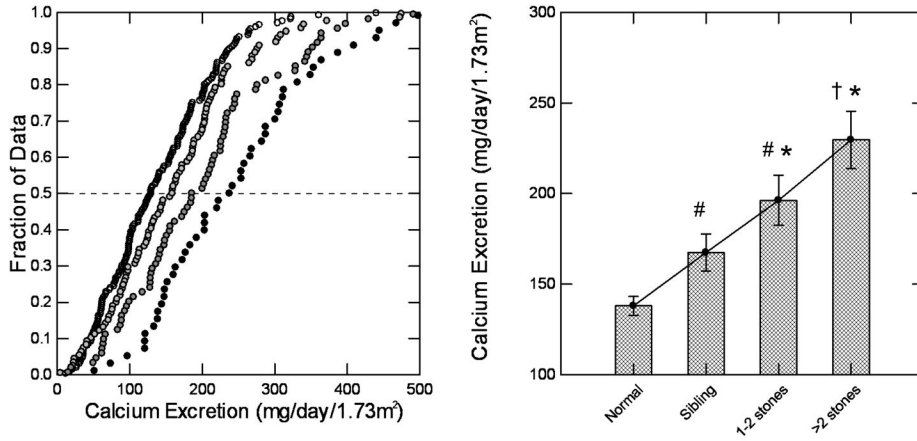 1.0
0.9
0.8
0.7
0.6
0.5
0.4
0.3
0.2
0.1
0.0
Fraction of Data
0 100 200 300 400 500
Calcium Excretion (mg/day/1.73m²)
300
250
200
150
100
Calcium Excretion (mg/day/1.73m²)
#
# *
† *
Normal
Sibling
1-2 stones
>2 stones